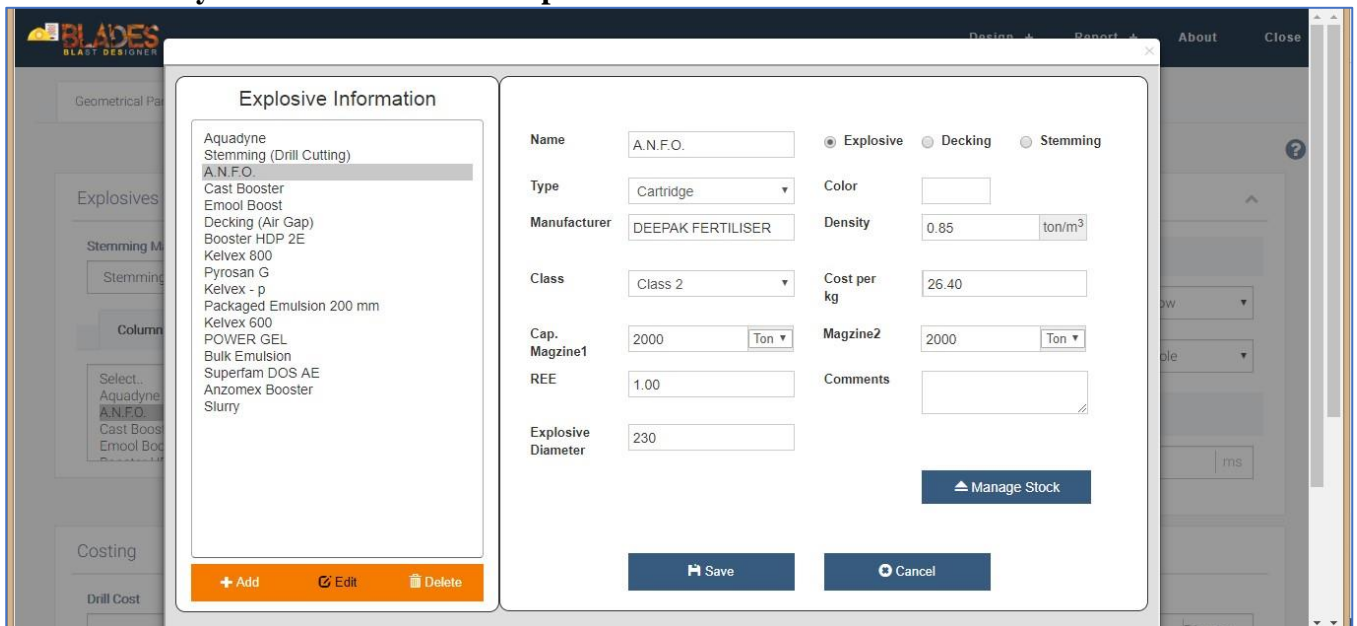 BLADES
BLAST DESIGNER
Design + Report + About Close
×
Explosive Information
Aquadyne
Stemming (Drill Cutting)
A.N.F.O.
Cast Booster
Emool Boost
Decking (Air Gap)
Booster HDP 2E
Kelvex 800
Pyrosan G
Kelvex - p
Packaged Emulsion 200 mm
Kelvex 600
POWER GEL
Bulk Emulsion
Superfam DOS AE
Anzomex Booster
Slurry
+ Add Edit Delete
Name A.N.F.O. Explosive Decking Stemming
Type Cartridge Color
Manufacturer DEEPAK FERTILISER Density 0.85 ton/m³
Class Class 2 Cost per kg 26.40
Cap. Magzine1 2000 Ton Magzine2 2000 Ton
REE 1.00 Comments
Explosive Diameter 230
Manage Stock
Save Cancel
Geometrical Pa
Explosives
Stemming M
Stemming
Column
Select..
Aquadyne
A.N.F.O.
Cast Boos
Emool Boo
ow
ole
ms
Costing
Drill Cost